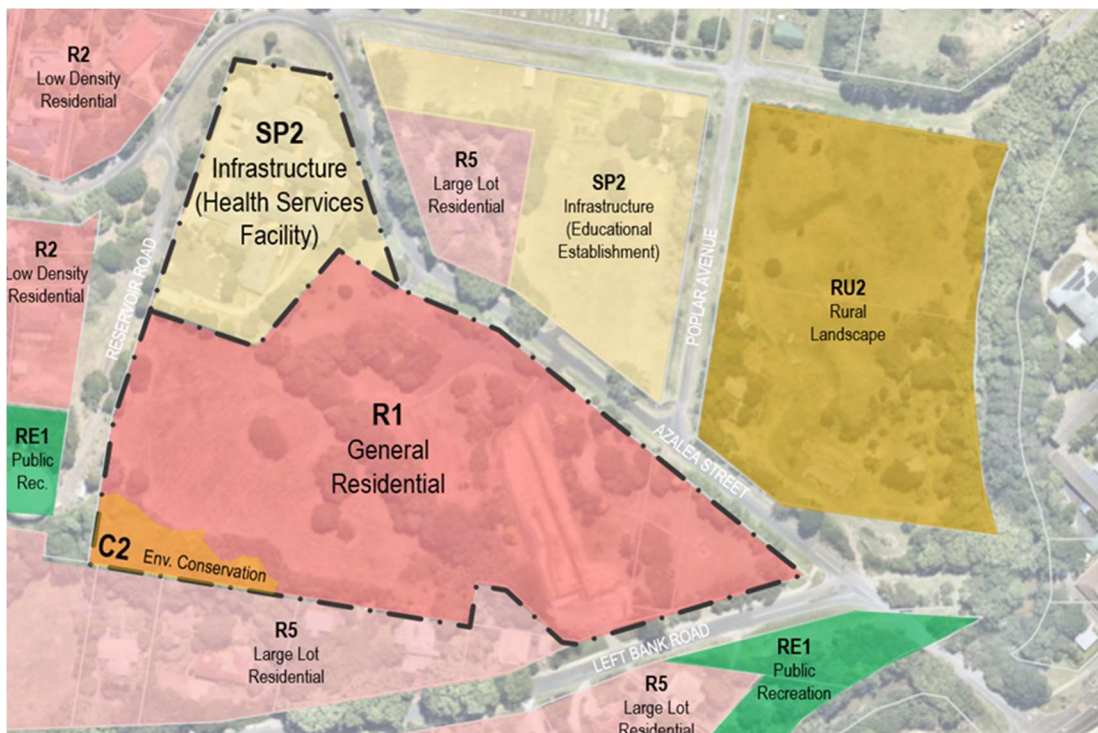 R2
Low Density
Residential
SP2
Infrastructure
(Health Services
Facility)
R5
Large Lot
Residential
SP2
Infrastructure
(Educational
Establishment)
POPLAR AVENUE
RU2
Rural
Landscape
R2
Low Density
Residential
RESERVOIR ROAD
R1
General
Residential
RE1
Public
Rec.
AZALEA STREET
C2 Env. Conservation
R5
Large Lot
Residential
LEFT BANK ROAD
RE1
Public
Recreation
R5
Large Lot
Residential